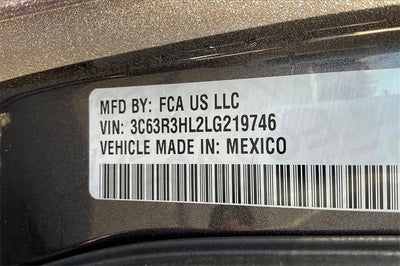 MFD BY: FCA US LLC
VIN: 3C63R3HL2LG219746
VEHICLE MADE IN: MEXICO